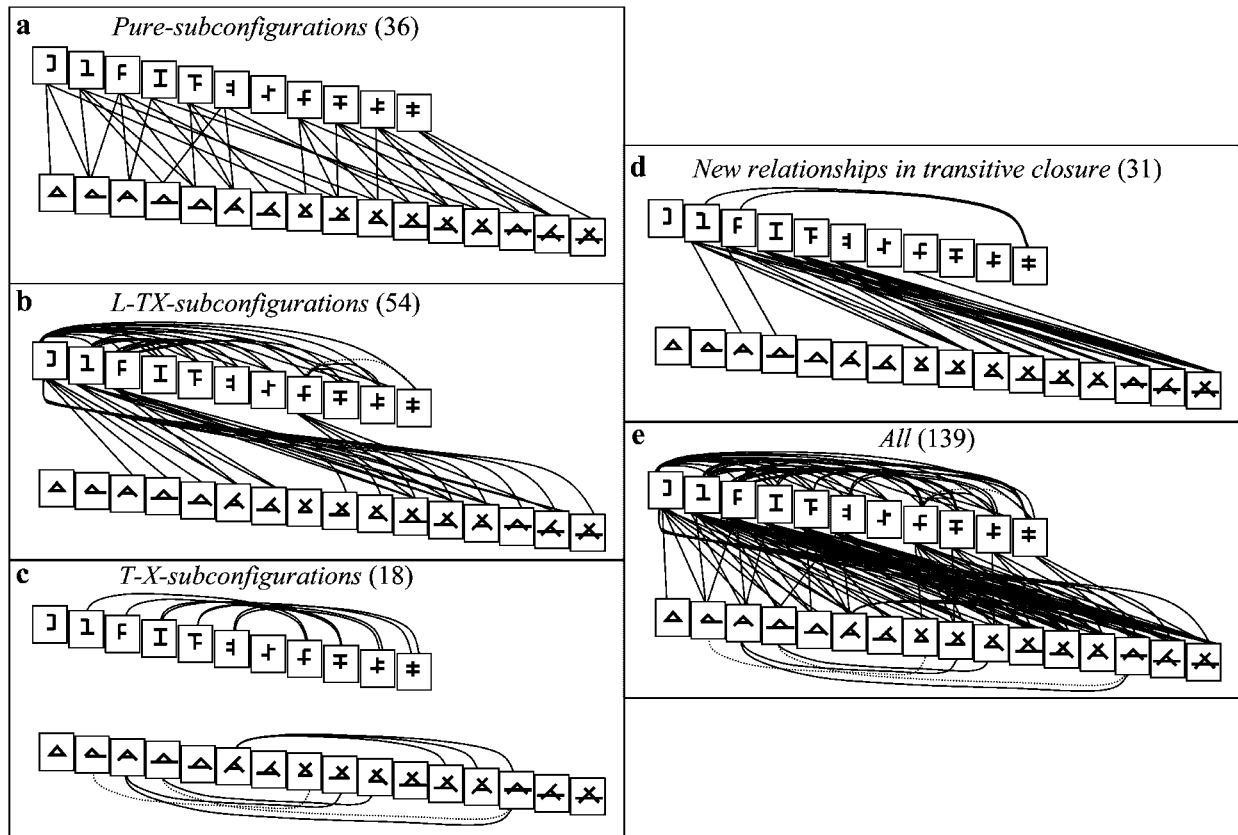 a Pure-subconfigurations (36)
b L-TX-subconfigurations (54)
c T-X-subconfigurations (18)
d New relationships in transitive closure (31)
e All (139)